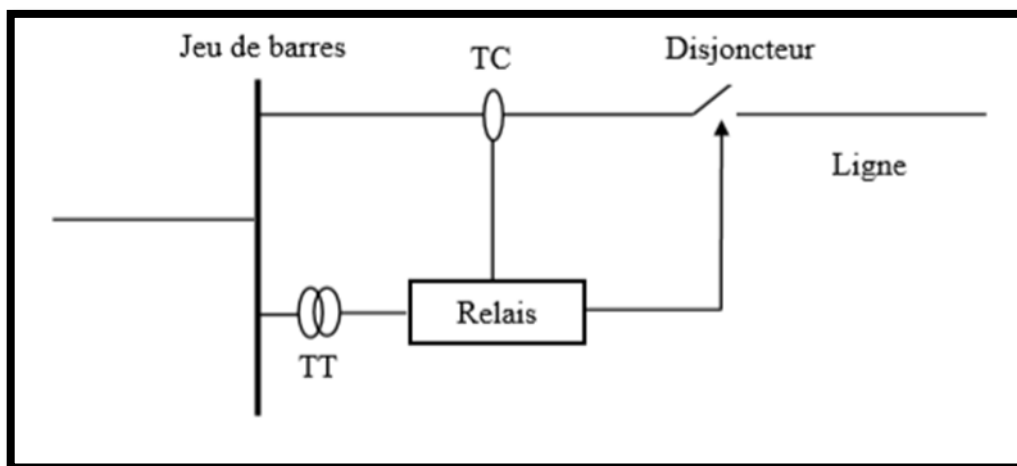 Jeu de barres
TC
Disjoncteur
Ligne
Relais
TT